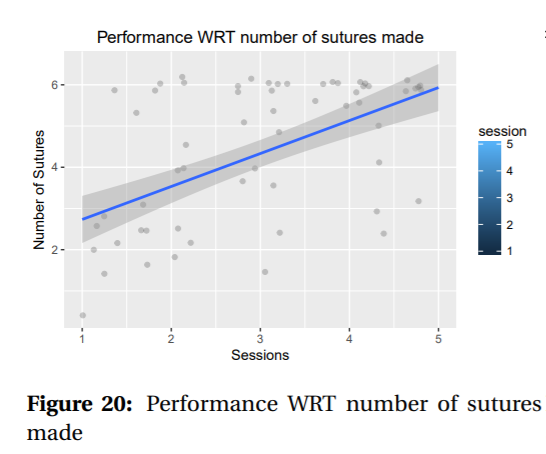 Performance WRT number of sutures made
Number of Sutures
6
4
2
1 2 3 4 5
Sessions
session
5
4
3
2
1
Figure 20: Performance WRT number of sutures
made